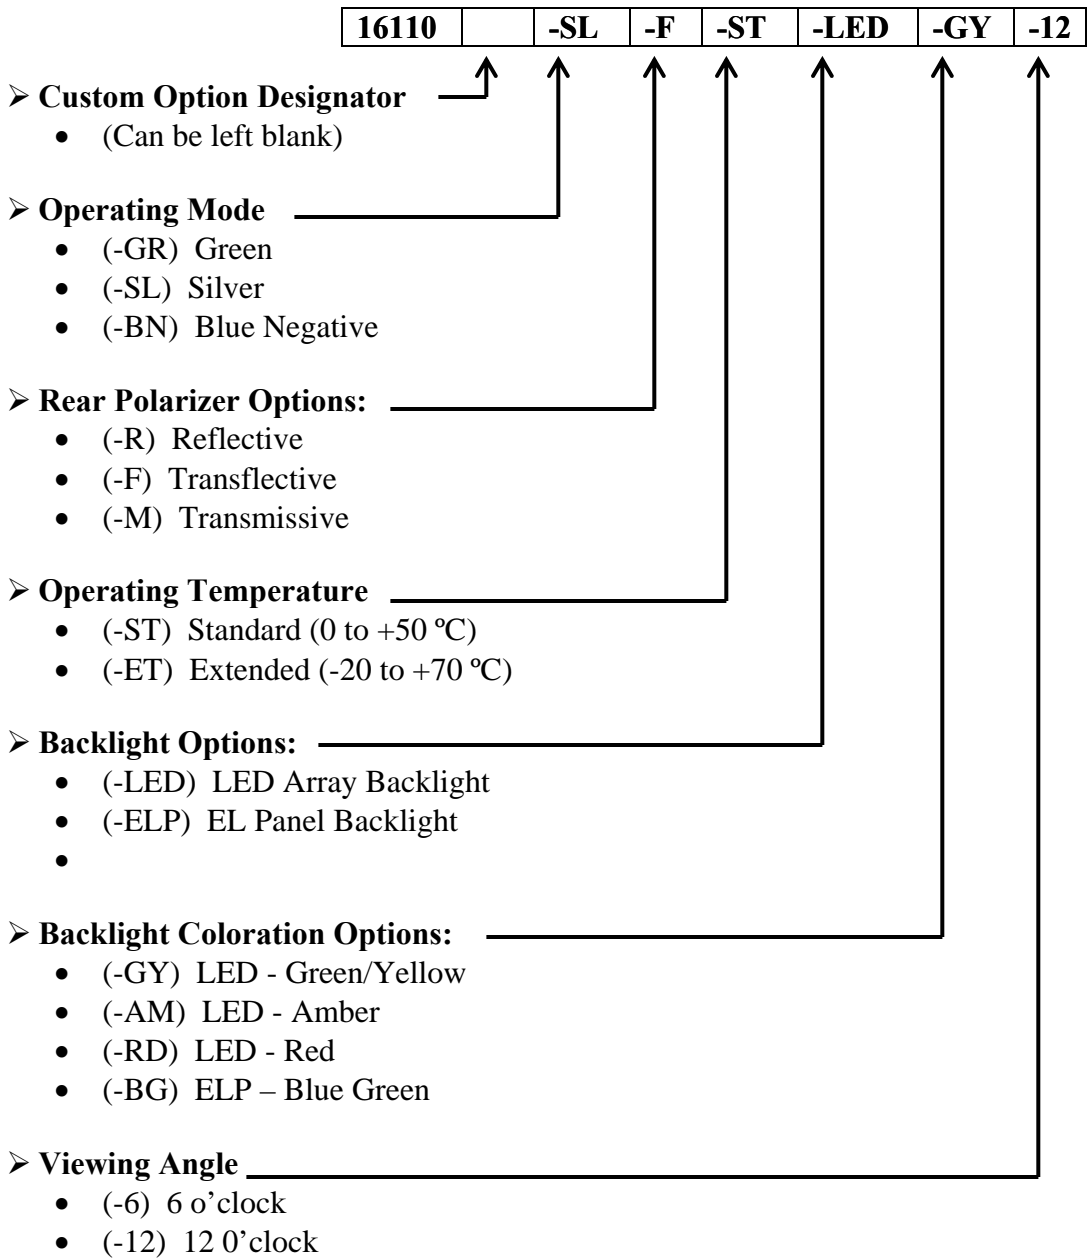 16110 -SL -F -ST -LED -GY -12
➢ Custom Option Designator
• (Can be left blank)
➢ Operating Mode
• (-GR) Green
• (-SL) Silver
• (-BN) Blue Negative
➢ Rear Polarizer Options:
• (-R) Reflective
• (-F) Transflective
• (-M) Transmissive
➢ Operating Temperature
• (-ST) Standard (0 to +50 ºC)
• (-ET) Extended (-20 to +70 ºC)
➢ Backlight Options:
• (-LED) LED Array Backlight
• (-ELP) EL Panel Backlight
•
➢ Backlight Coloration Options:
• (-GY) LED - Green/Yellow
• (-AM) LED - Amber
• (-RD) LED - Red
• (-BG) ELP – Blue Green
➢ Viewing Angle
• (-6) 6 o’clock
• (-12) 12 0’clock